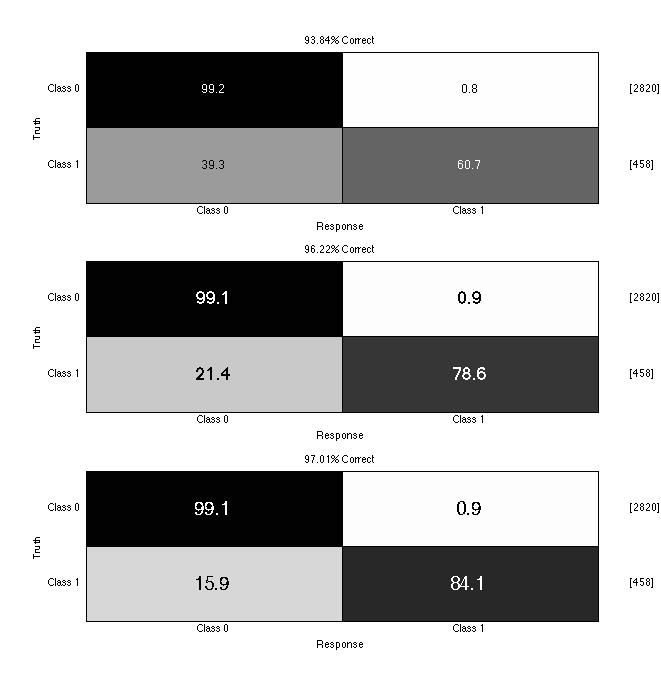 93.84% Correct
Class 0 99.2 0.8 [2820]
Truth
Class 1 39.3 60.7 [458]
Class 0 Class 1
Response
96.22% Correct
Class 0 99.1 0.9 [2820]
Truth
Class 1 21.4 78.6 [458]
Class 0 Class 1
Response
97.01% Correct
Class 0 99.1 0.9 [2820]
Truth
Class 1 15.9 84.1 [458]
Class 0 Class 1
Response